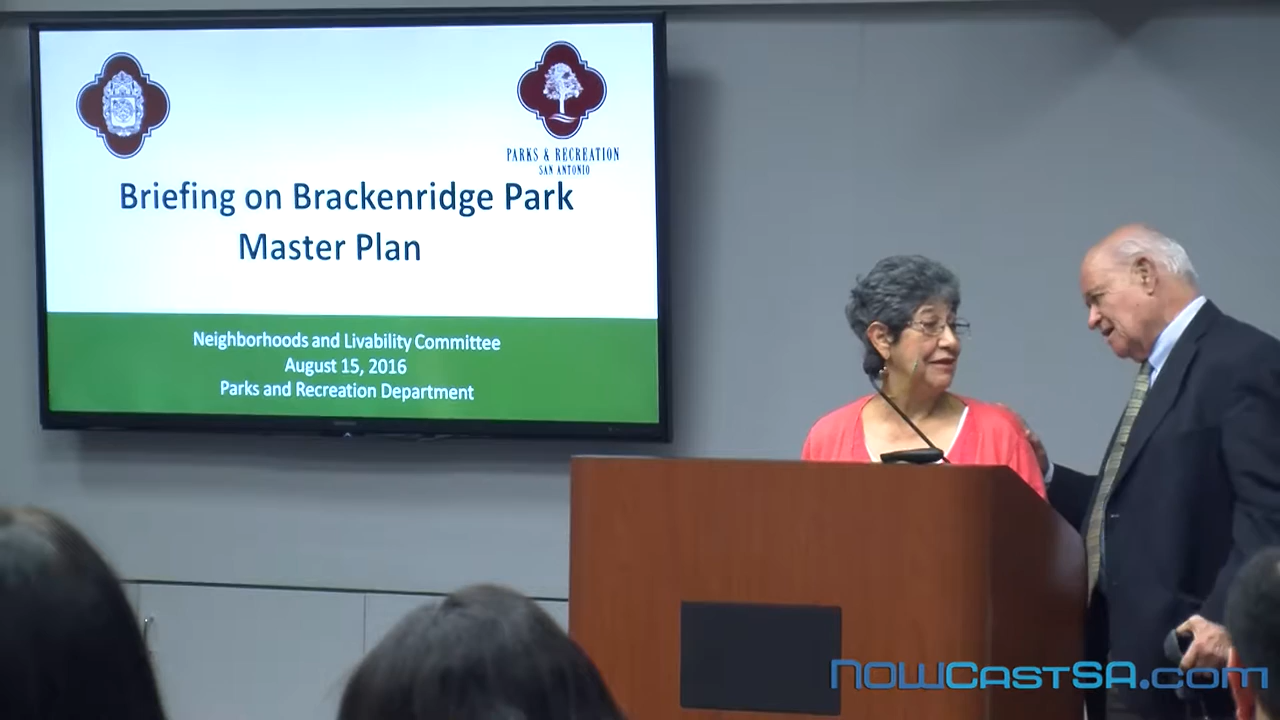 PARKS & RECREATION
SAN ANTONIO
Briefing on Brackenridge Park
Master Plan
Neighborhoods and Livability Committee
August 15, 2016
Parks and Recreation Department
NOWCASTSA.com